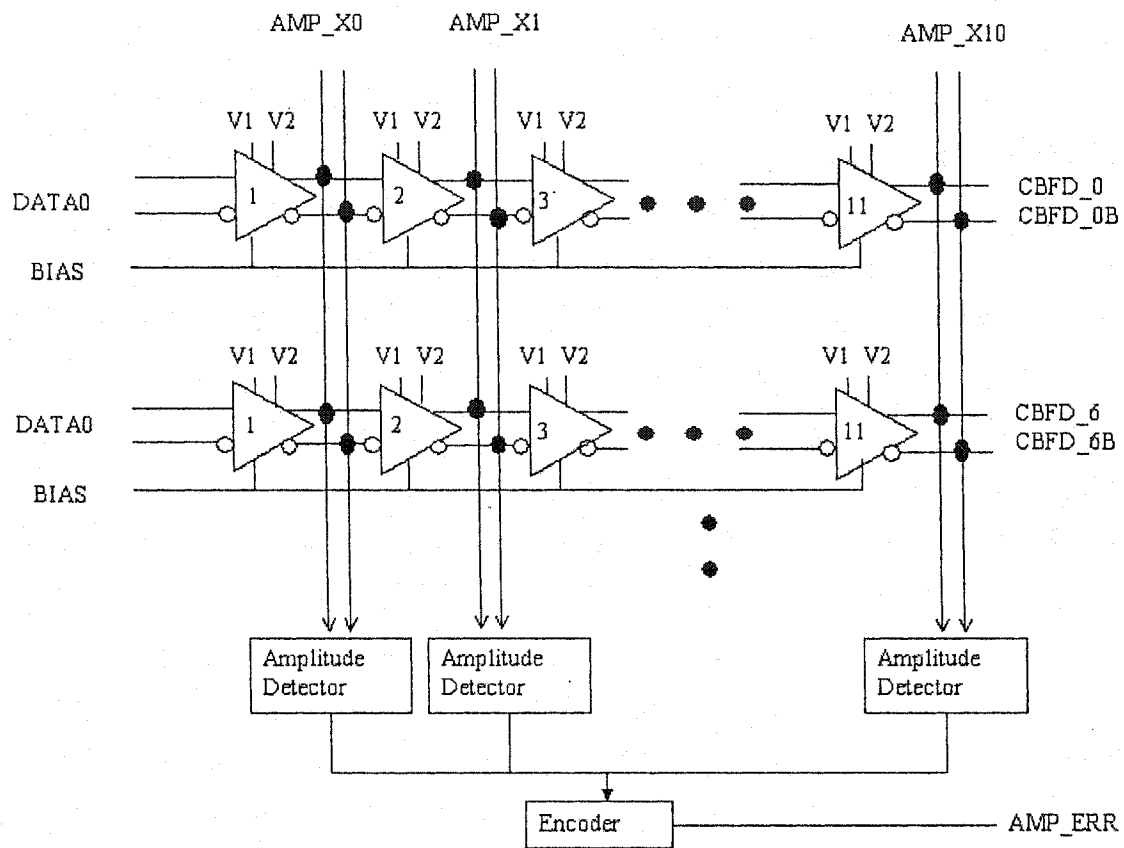 AMP_X0 AMP_X1 AMP_X10
V1 V2 V1 V2 V1 V2 V1 V2
DATA0 1 2 3 11 CBFD_0
CBFD_0B
BIAS
V1 V2 V1 V2 V1 V2 V1 V2
DATA0 1 2 3 11 CBFD_6
CBFD_6B
BIAS
Amplitude Detector
Amplitude Detector
Amplitude Detector
Encoder AMP_ERR